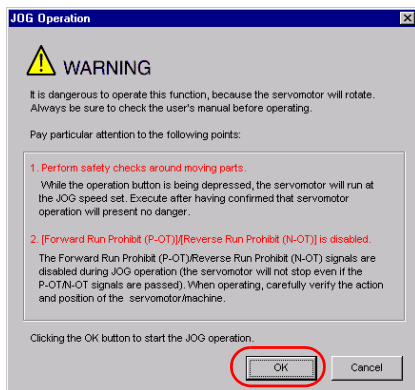 JOG Operation
WARNING
It is dangerous to operate this function, because the servomotor will rotate.
Always be sure to check the user's manual before operating.
Pay particular attention to the following points:
1. Perform safety checks around moving parts.
While the operation button is being depressed, the servomotor will run at
the JOG speed set. Execute after having confirmed that servomotor
operation will present no danger.
2. [Forward Run Prohibit (P-OT)]/[Reverse Run Prohibit (N-OT)] is disabled.
The Forward Run Prohibit (P-OT)/Reverse Run Prohibit (N-OT) signals are
disabled during JOG operation (the servomotor will not stop even if the
P-OT/N-OT signals are passed). When operating, carefully verify the action
and position of the servomotor/machine.
Clicking the OK button to start the JOG operation.
OK
Cancel